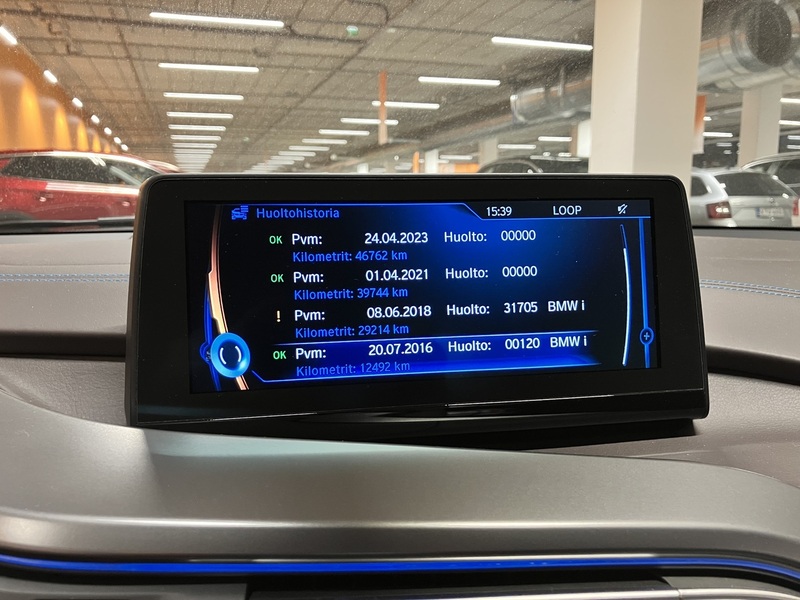 Huoltohistoria 15:39 LOOP
OK Pvm: 24.04.2023 Huolto: 00000
Kilometrit: 46762 km
OK Pvm: 01.04.2021 Huolto: 00000
Kilometrit: 39744 km
! Pvm: 08.06.2018 Huolto: 31705 BMW i
Kilometrit: 29214 km
OK Pvm: 20.07.2016 Huolto: 00120 BMW i
Kilometrit: 12492 km